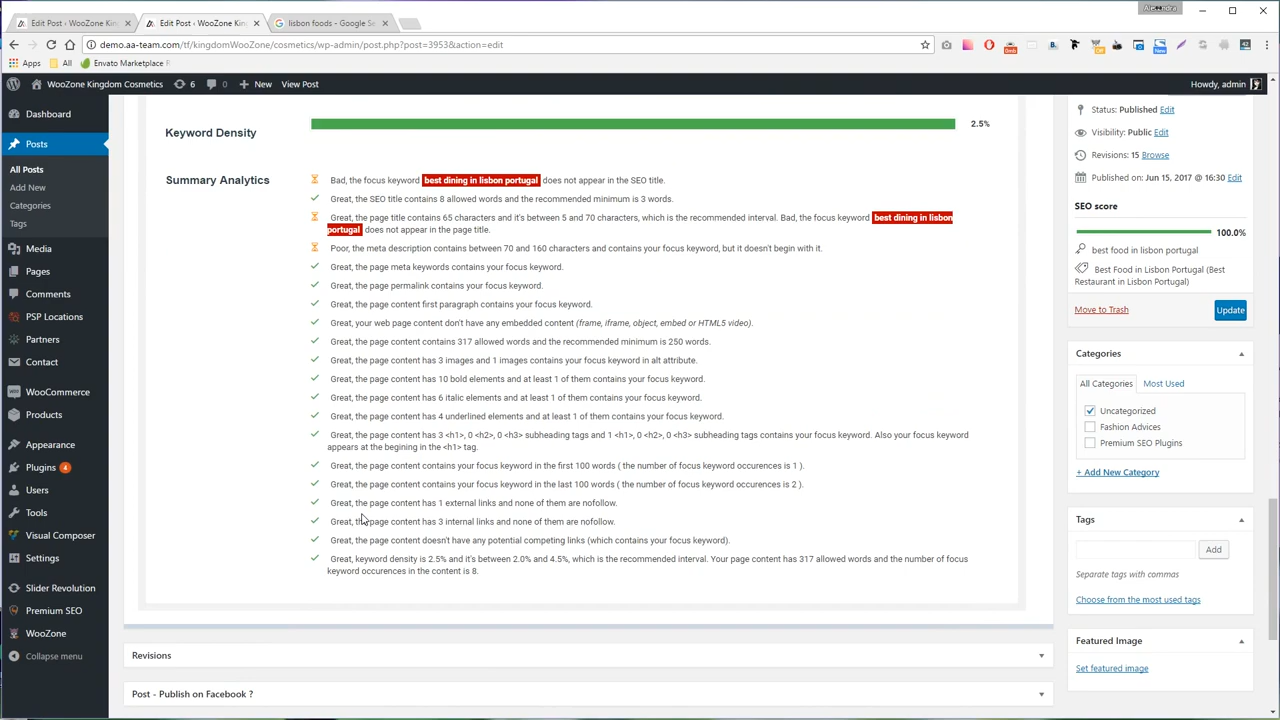 Alexandra
Edit Post ‹ WooZone Kin
Edit Post ‹ WooZone King
lisbon foods - Google Se
demo.aa-team.com/tf/kingdomWooZone/cosmetics/wp-admin/post.php?post=3953&action=edit
Apps
All
Envato Marketplace
WooZone Kingdom Cosmetics
6
0
New
View Post
Howdy, admin
Dashboard
Posts
All Posts
Add New
Categories
Tags
Media
Pages
Comments
PSP Locations
Partners
Contact
WooCommerce
Products
Appearance
Plugins 4
Users
Tools
Visual Composer
Settings
Slider Revolution
Premium SEO
WooZone
Collapse menu
Keyword Density
2.5%
Summary Analytics
Bad, the focus keyword best dining in lisbon portugal does not appear in the SEO title.
Great, the SEO title contains 8 allowed words and the recommended minimum is 3 words.
Great, the page title contains 65 characters and it's between 5 and 70 characters, which is the recommended interval. Bad, the focus keyword best dining in lisbon
portugal does not appear in the page title.
Poor, the meta description contains between 70 and 160 characters and contains your focus keyword, but it doesn't begin with it.
Great, the page meta keywords contains your focus keyword.
Great, the page permalink contains your focus keyword.
Great, the page content first paragraph contains your focus keyword.
Great, your web page content don't have any embedded content (frame, iframe, object, embed or HTML5 video).
Great, the page content contains 317 allowed words and the recommended minimum is 250 words.
Great, the page content has 3 images and 1 images contains your focus keyword in alt attribute.
Great, the page content has 10 bold elements and at least 1 of them contains your focus keyword.
Great, the page content has 6 italic elements and at least 1 of them contains your focus keyword.
Great, the page content has 4 underlined elements and at least 1 of them contains your focus keyword.
Great, the page content has 3 <h1>, 0 <h2>, 0 <h3> subheading tags and 1 <h1>, 0 <h2>, 0 <h3> subheading tags contains your focus keyword. Also your focus keyword
appears at the begining in the <h1> tag.
Great, the page content contains your focus keyword in the first 100 words ( the number of focus keyword occurences is 1 ).
Great, the page content contains your focus keyword in the last 100 words ( the number of focus keyword occurences is 2 ).
Great, the page content has 1 external links and none of them are nofollow.
Great, the page content has 3 internal links and none of them are nofollow.
Great, the page content doesn't have any potential competing links (which contains your focus keyword).
Great, keyword density is 2.5% and it's between 2.0% and 4.5%, which is the recommended interval. Your page content has 317 allowed words and the number of focus
keyword occurences in the content is 8.
Revisions
Post - Publish on Facebook ?
Status: Published Edit
Visibility: Public Edit
Revisions: 15 Browse
Published on: Jun 15, 2017 @ 16:30 Edit
SEO score
100.0%
best food in lisbon portugal
Best Food in Lisbon Portugal (Best
Restaurant in Lisbon Portugal)
Move to Trash
Update
Categories
All Categories
Most Used
Uncategorized
Fashion Advices
Premium SEO Plugins
+ Add New Category
Tags
Add
Separate tags with commas
Choose from the most used tags
Featured Image
Set featured image